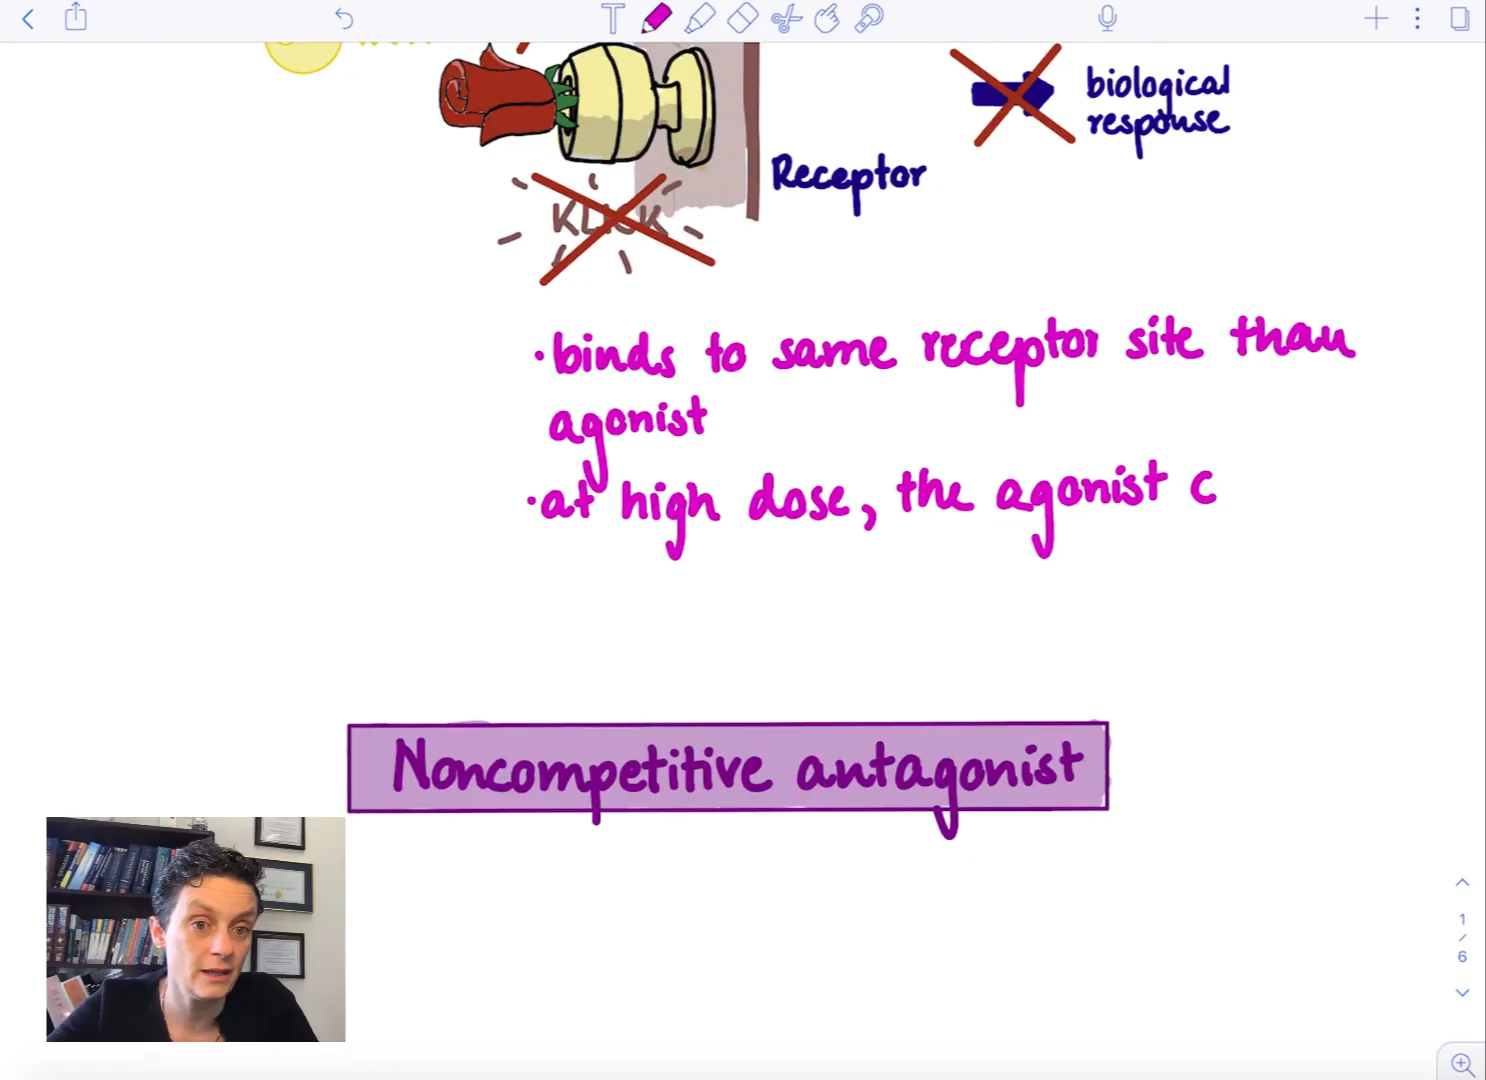 biological
response
Receptor
KLICK
·binds to same receptor site than
agonist
·at high dose, the agonist c
Noncompetitive antagonist
1
/
6